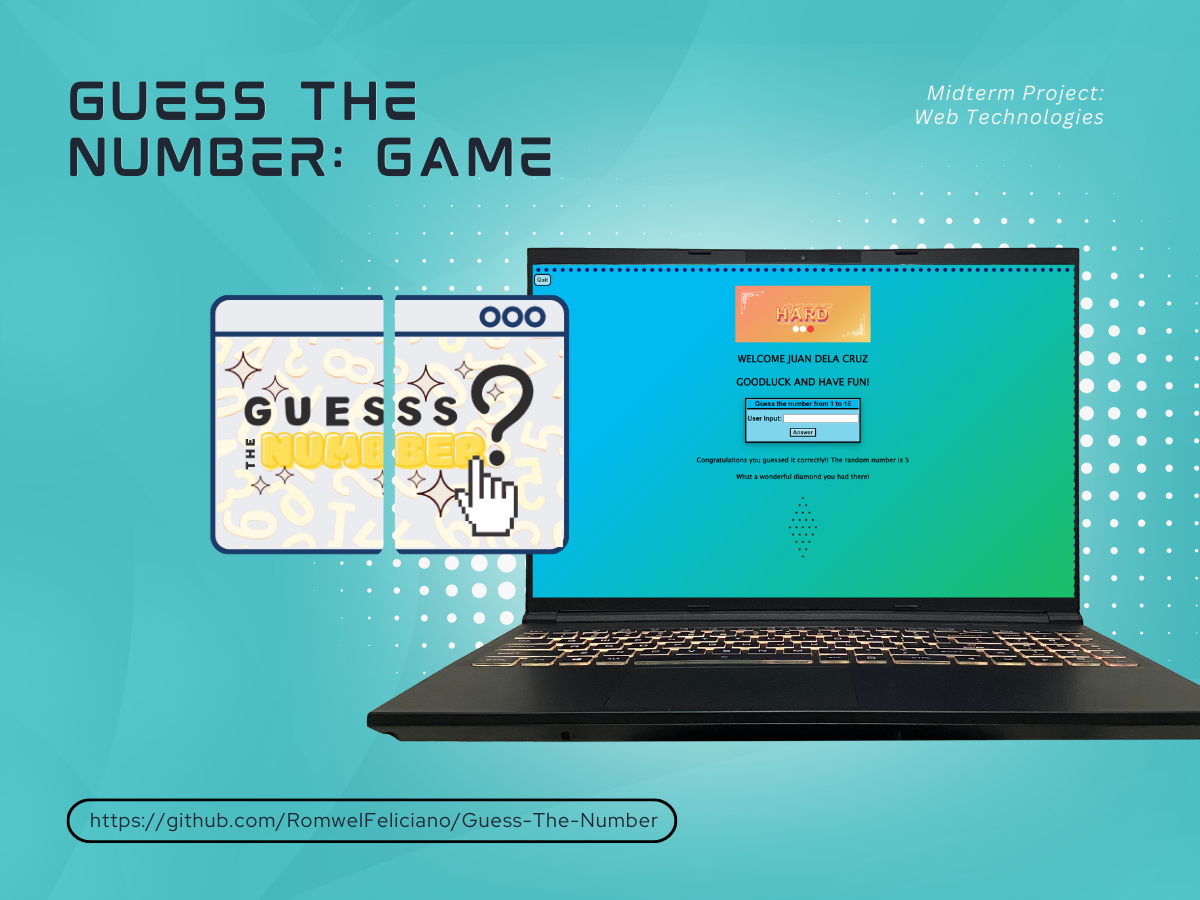 GUESS THE
NUMBER: GAME
Midterm Project:
Web Technologies
Quit
HARD
WELCOME JUAN DELA CRUZ
GOODLUCK AND HAVE FUN!
Guess the number from 1 to 15
User Input:
Answer
Congratulations you guessed it correctly!! The random number is 5
What a wonderful diamond you had there!
GUESSS
THE NUMBBER?
https://github.com/RomwelFeliciano/Guess-The-Number